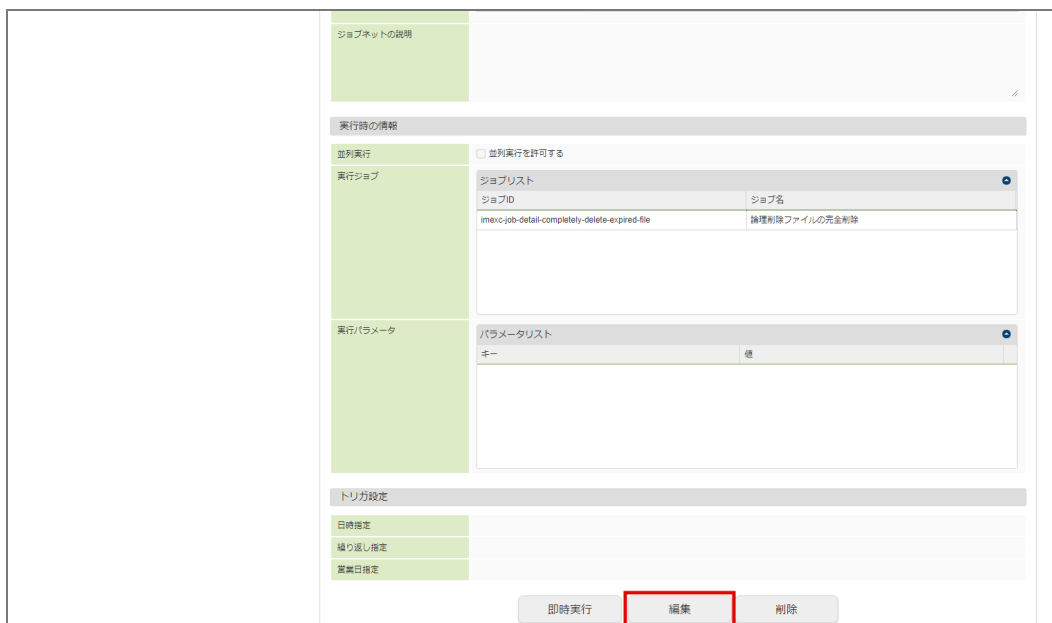 ジョブネットの説明
実行時の情報
並列実行
並列実行を許可する
実行ジョブ
ジョブリスト
ジョブID ジョブ名
imexc-job-detail-completely-delete-expired-file 論理削除ファイルの完全削除
実行パラメータ
パラメータリスト
キー 値
トリガ設定
日時指定
繰り返し指定
営業日指定
即時実行 編集 削除